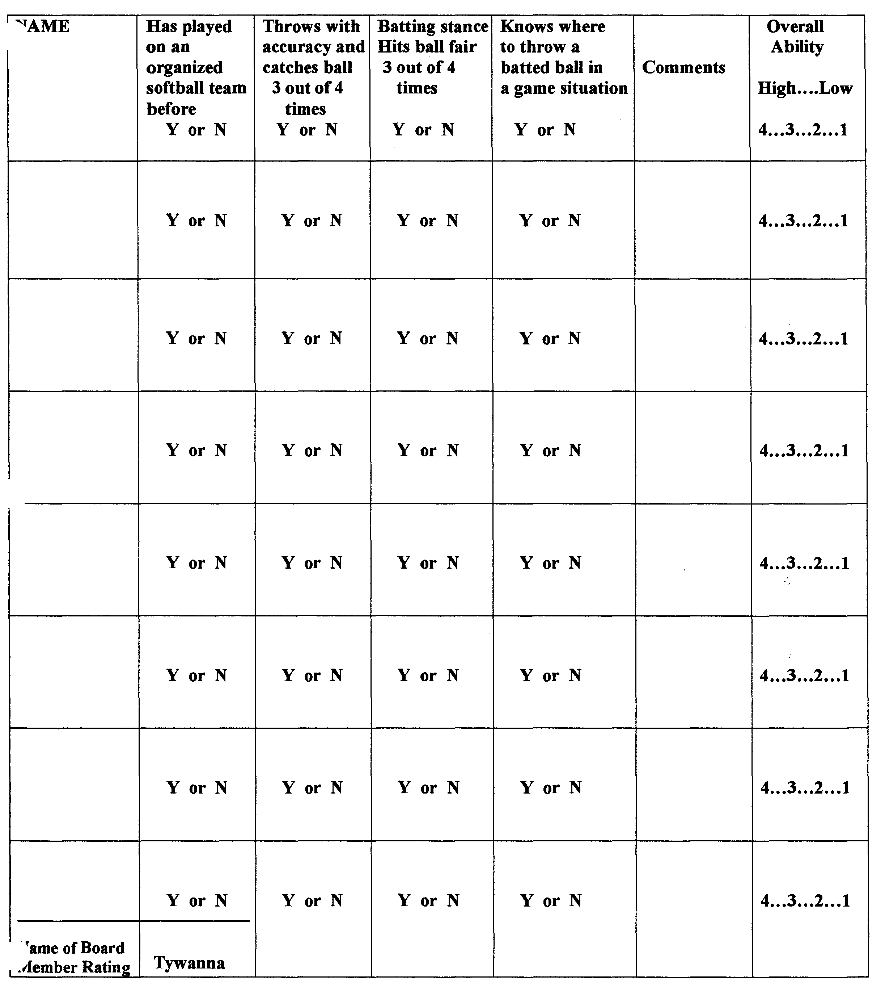 NAME
Has played
on an
organized
softball team
before
Y or N
Throws with
accuracy and
catches ball
3 out of 4
times
Y or N
Batting stance
Hits ball fair
3 out of 4
times
Y or N
Knows where
to throw a
batted ball in
a game situation
Y or N
Comments
Overall
Ability
High....Low
4...3...2...1
Y or N Y or N Y or N Y or N 4...3...2...1
Y or N Y or N Y or N Y or N 4...3...2...1
Y or N Y or N Y or N Y or N 4...3...2...1
Y or N Y or N Y or N Y or N 4...3...2...1
Y or N Y or N Y or N Y or N 4...3...2...1
Y or N Y or N Y or N Y or N 4...3...2...1
Y or N Y or N Y or N Y or N 4...3...2...1
Name of Board
Member Rating
Tywanna